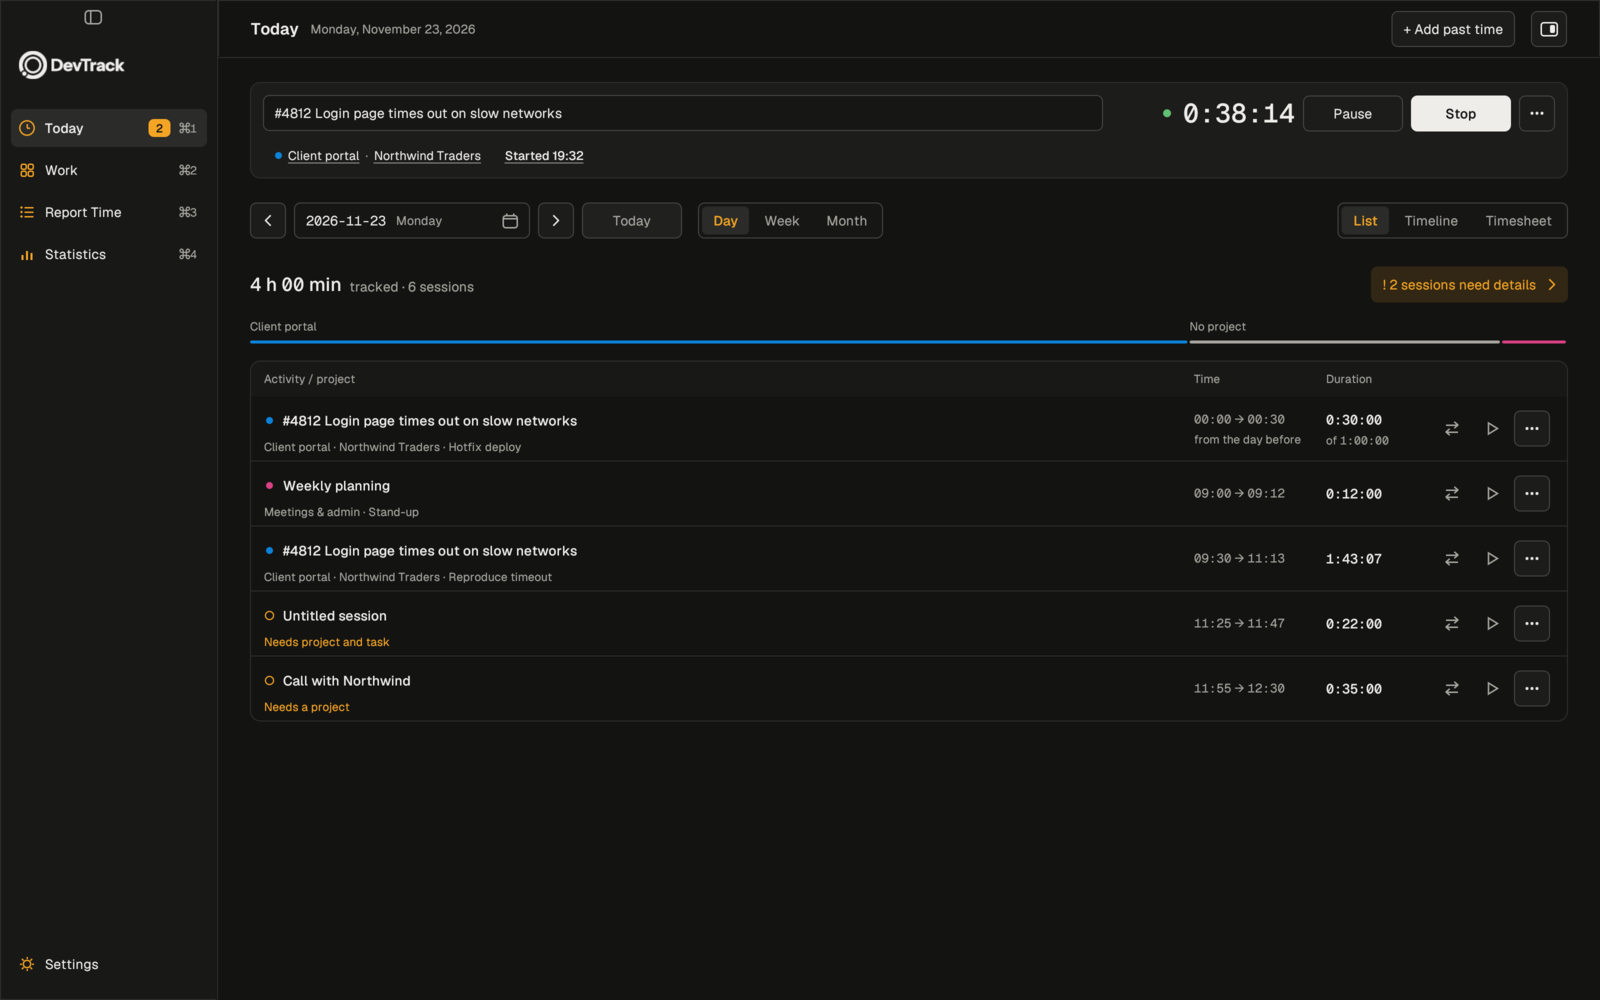 DevTrack
Today 2 ⌘1
Work ⌘2
Report Time ⌘3
Statistics ⌘4
Settings
Today Monday, November 23, 2026
+ Add past time
#4812 Login page times out on slow networks
0:38:14 Pause Stop
Client portal · Northwind Traders Started 19:32
2026-11-23 Monday Today Day Week Month List Timeline Timesheet
4 h 00 min tracked · 6 sessions
! 2 sessions need details
Client portal No project
Activity / project Time Duration
#4812 Login page times out on slow networks
Client portal · Northwind Traders · Hotfix deploy
00:00 → 00:30 0:30:00
from the day before of 1:00:00
Weekly planning
Meetings & admin · Stand-up
09:00 → 09:12 0:12:00
#4812 Login page times out on slow networks
Client portal · Northwind Traders · Reproduce timeout
09:30 → 11:13 1:43:07
Untitled session
Needs project and task
11:25 → 11:47 0:22:00
Call with Northwind
Needs a project
11:55 → 12:30 0:35:00